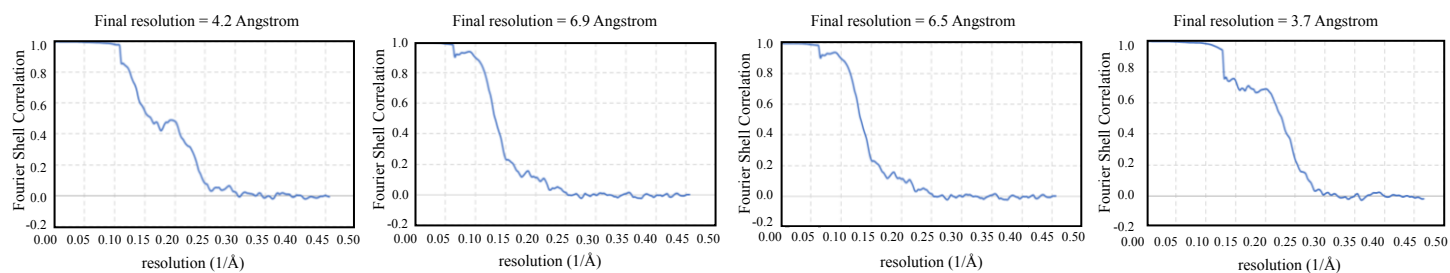 Final resolution = 4.2 Angstrom
Fourier Shell Correlation
1.0
0.8
0.6
0.4
0.2
0.0
-0.2
0.00 0.05 0.10 0.15 0.20 0.25 0.30 0.35 0.40 0.45 0.50
resolution (1/Å)
Final resolution = 6.9 Angstrom
Fourier Shell Correlation
1.0
0.8
0.6
0.4
0.2
0.0
-0.2
0.00 0.05 0.10 0.15 0.20 0.25 0.30 0.35 0.40 0.45 0.50
resolution (1/Å)
Final resolution = 6.5 Angstrom
Fourier Shell Correlation
1.0
0.8
0.6
0.4
0.2
0.0
-0.2
0.00 0.05 0.10 0.15 0.20 0.25 0.30 0.35 0.40 0.45 0.50
resolution (1/Å)
Final resolution = 3.7 Angstrom
Fourier Shell Correlation
1.0
0.8
0.6
0.4
0.2
0.0
-0.2
0.00 0.05 0.10 0.15 0.20 0.25 0.30 0.35 0.40 0.45 0.50
resolution (1/Å)